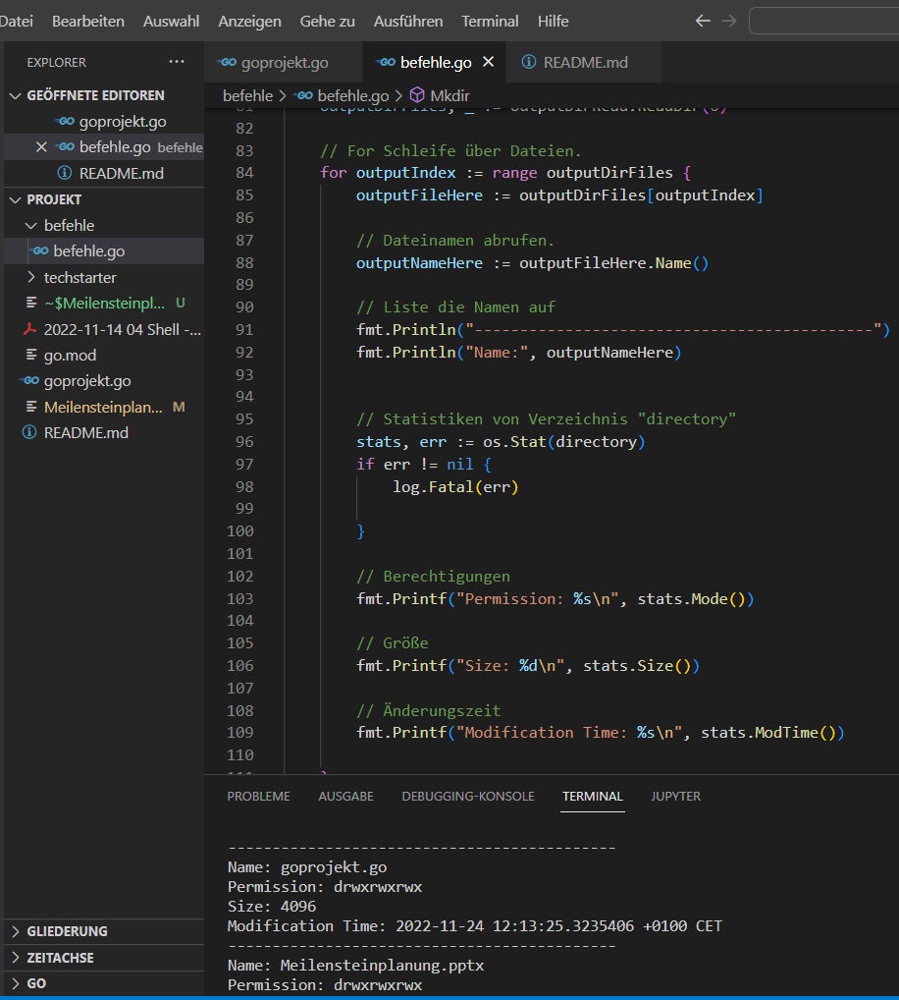 Datei Bearbeiten Auswahl Anzeigen Gehe zu Ausführen Terminal Hilfe
EXPLORER ...
GEÖFFNETE EDITOREN
goprojekt.go
befehle.go befehle
README.md
PROJEKT
befehle
befehle.go
techstarter
~$Meilensteinpl... U
2022-11-14 04 Shell -...
go.mod
goprojekt.go
Meilensteinplan... M
README.md
GLIEDERUNG
ZEITACHSE
GO
goprojekt.go befehle.go README.md
befehle > befehle.go > Mkdir
81 outputDirFiles, _ := outputDirRead.ReadDir(0)
82
83 // For Schleife über Dateien.
84 for outputIndex := range outputDirFiles {
85 outputFileHere := outputDirFiles[outputIndex]
86
87 // Dateinamen abrufen.
88 outputNameHere := outputFileHere.Name()
89
90 // Liste die Namen auf
91 fmt.Println("--------------------------------------------")
92 fmt.Println("Name:", outputNameHere)
93
94
95 // Statistiken von Verzeichnis "directory"
96 stats, err := os.Stat(directory)
97 if err != nil {
98 log.Fatal(err)
99
100 }
101
102 // Berechtigungen
103 fmt.Printf("Permission: %s\n", stats.Mode())
104
105 // Größe
106 fmt.Printf("Size: %d\n", stats.Size())
107
108 // Änderungszeit
109 fmt.Printf("Modification Time: %s\n", stats.ModTime())
110
111 }
PROBLEME AUSGABE DEBUGGING-KONSOLE TERMINAL JUPYTER
--------------------------------------------
Name: goprojekt.go
Permission: drwxrwxrwx
Size: 4096
Modification Time: 2022-11-24 12:13:25.3235406 +0100 CET
--------------------------------------------
Name: Meilensteinplanung.pptx
Permission: drwxrwxrwx